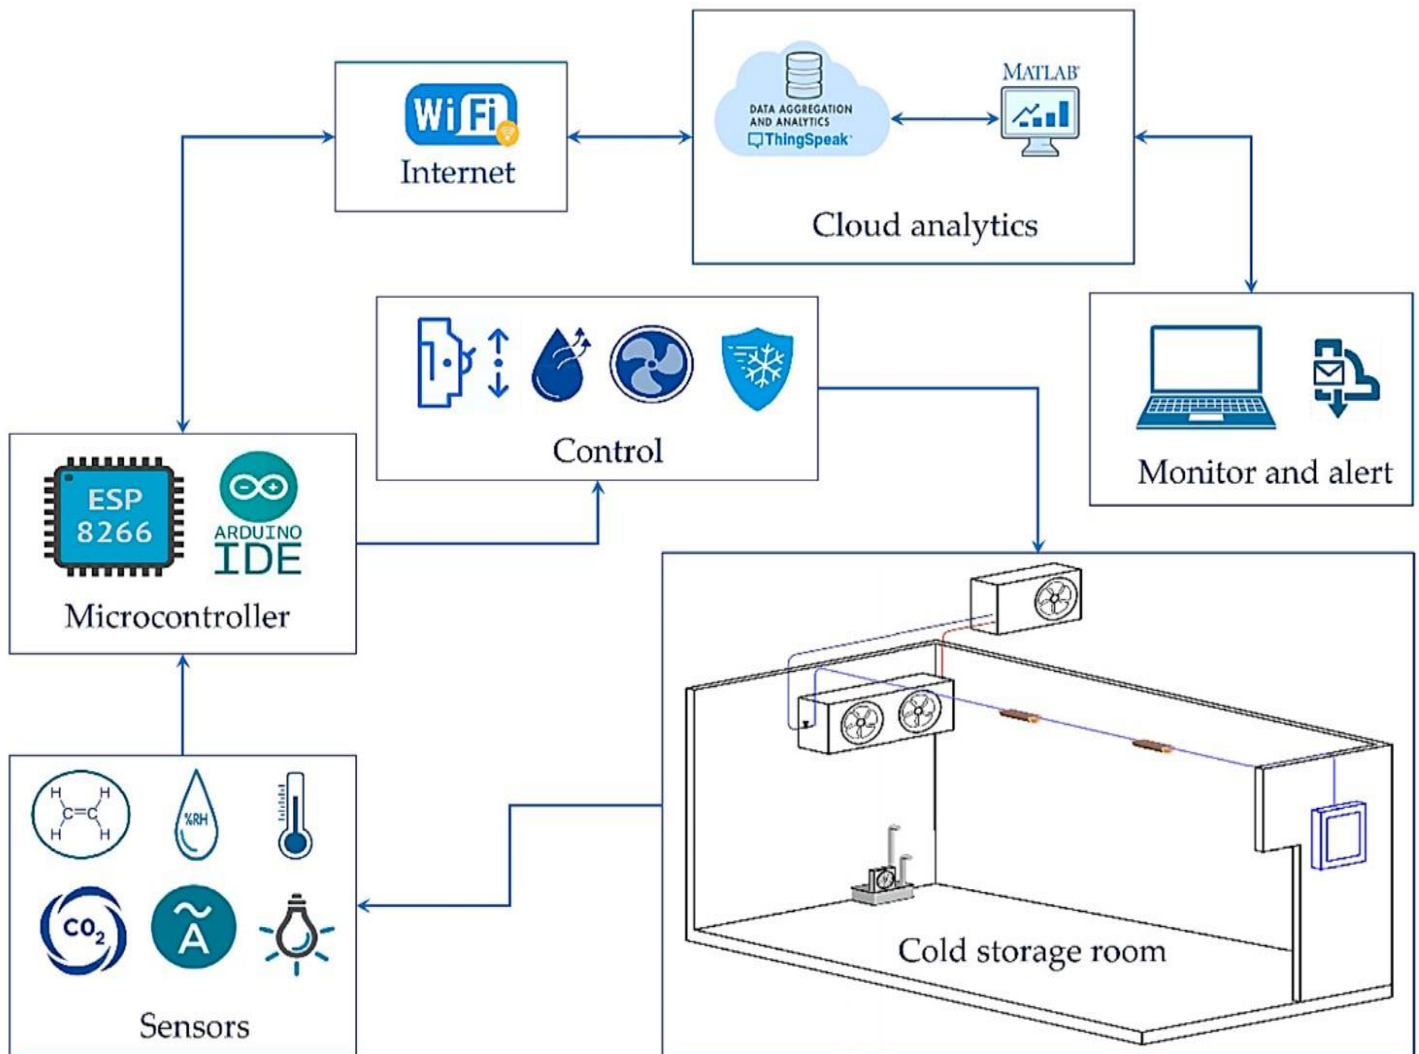 WiFi
Internet
DATA AGGREGATION
AND ANALYTICS
ThingSpeak™
MATLAB®
Cloud analytics
Control
Monitor and alert
ESP
8266
ARDUINO
IDE
Microcontroller
H H
C=C
H H
%RH
CO₂
~
A
Sensors
Cold storage room